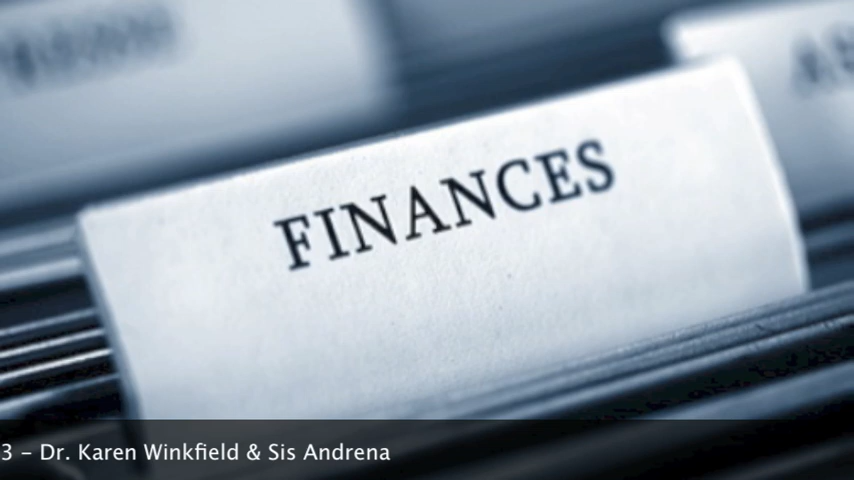 FINANCES
3 – Dr. Karen Winkfield & Sis Andrena